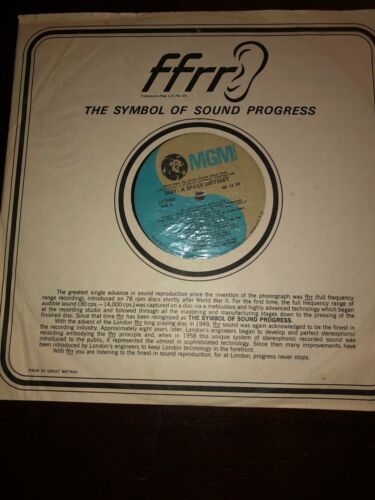 ffrr
Trademarks Reg. U.S. Pat. Off.
THE SYMBOL OF SOUND PROGRESS
MGM
2001: A SPACE ODYSSEY
STEREO
The greatest single advance in sound reproduction since the invention of the phonograph was ffrr (full frequency
range recording), introduced on 78 rpm discs shortly after World War II. For the first time, the full frequency range of
audible sound (30 cps.—14,000 cps.) was captured on a disc via a meticulous and highly advanced technology which began
at the recording studio and followed through all the mastering and manufacturing stages down to the pressing of the
finished disc. Since that time ffrr has been recognized as THE SYMBOL OF SOUND PROGRESS.
With the advent of the London ffrr long playing disc in 1949, ffrr sound was again acknowledged to be the finest in
the recording industry. Approximately eight years later, London's engineers began to develop and perfect stereophonic
recording embodying the ffrr principle and, when in 1958 this unique system of stereophonic recorded sound was
introduced to the public, it represented the utmost in sophisticated technology. Since then many improvements have
been introduced by London's engineers to keep London technology in the forefront.
With ffrr you are listening to the finest in sound reproduction, for at London, progress never stops.
MADE IN GREAT BRITAIN